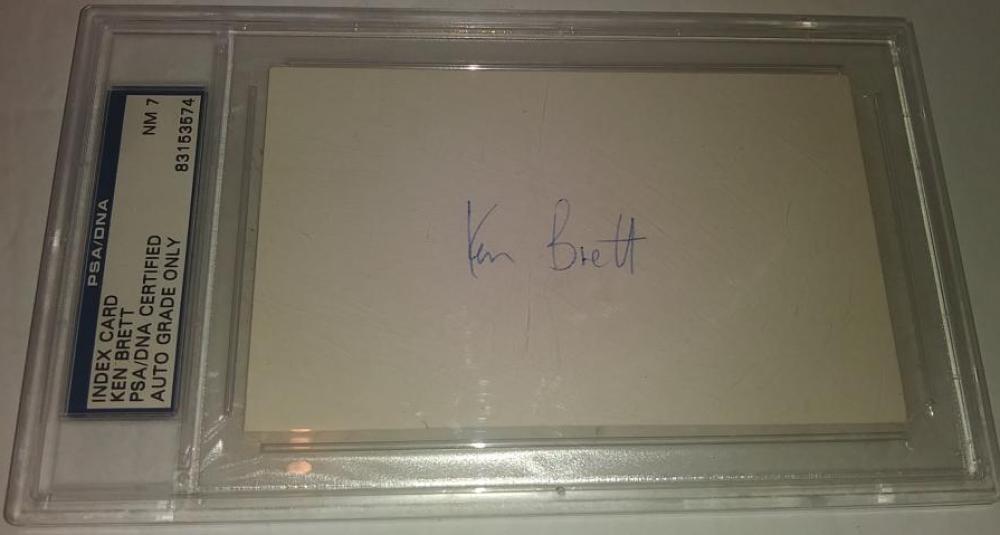 PSA/DNA
INDEX CARD NM 7
KEN BRETT
PSA/DNA CERTIFIED
AUTO GRADE ONLY 83153574
Ken Brett